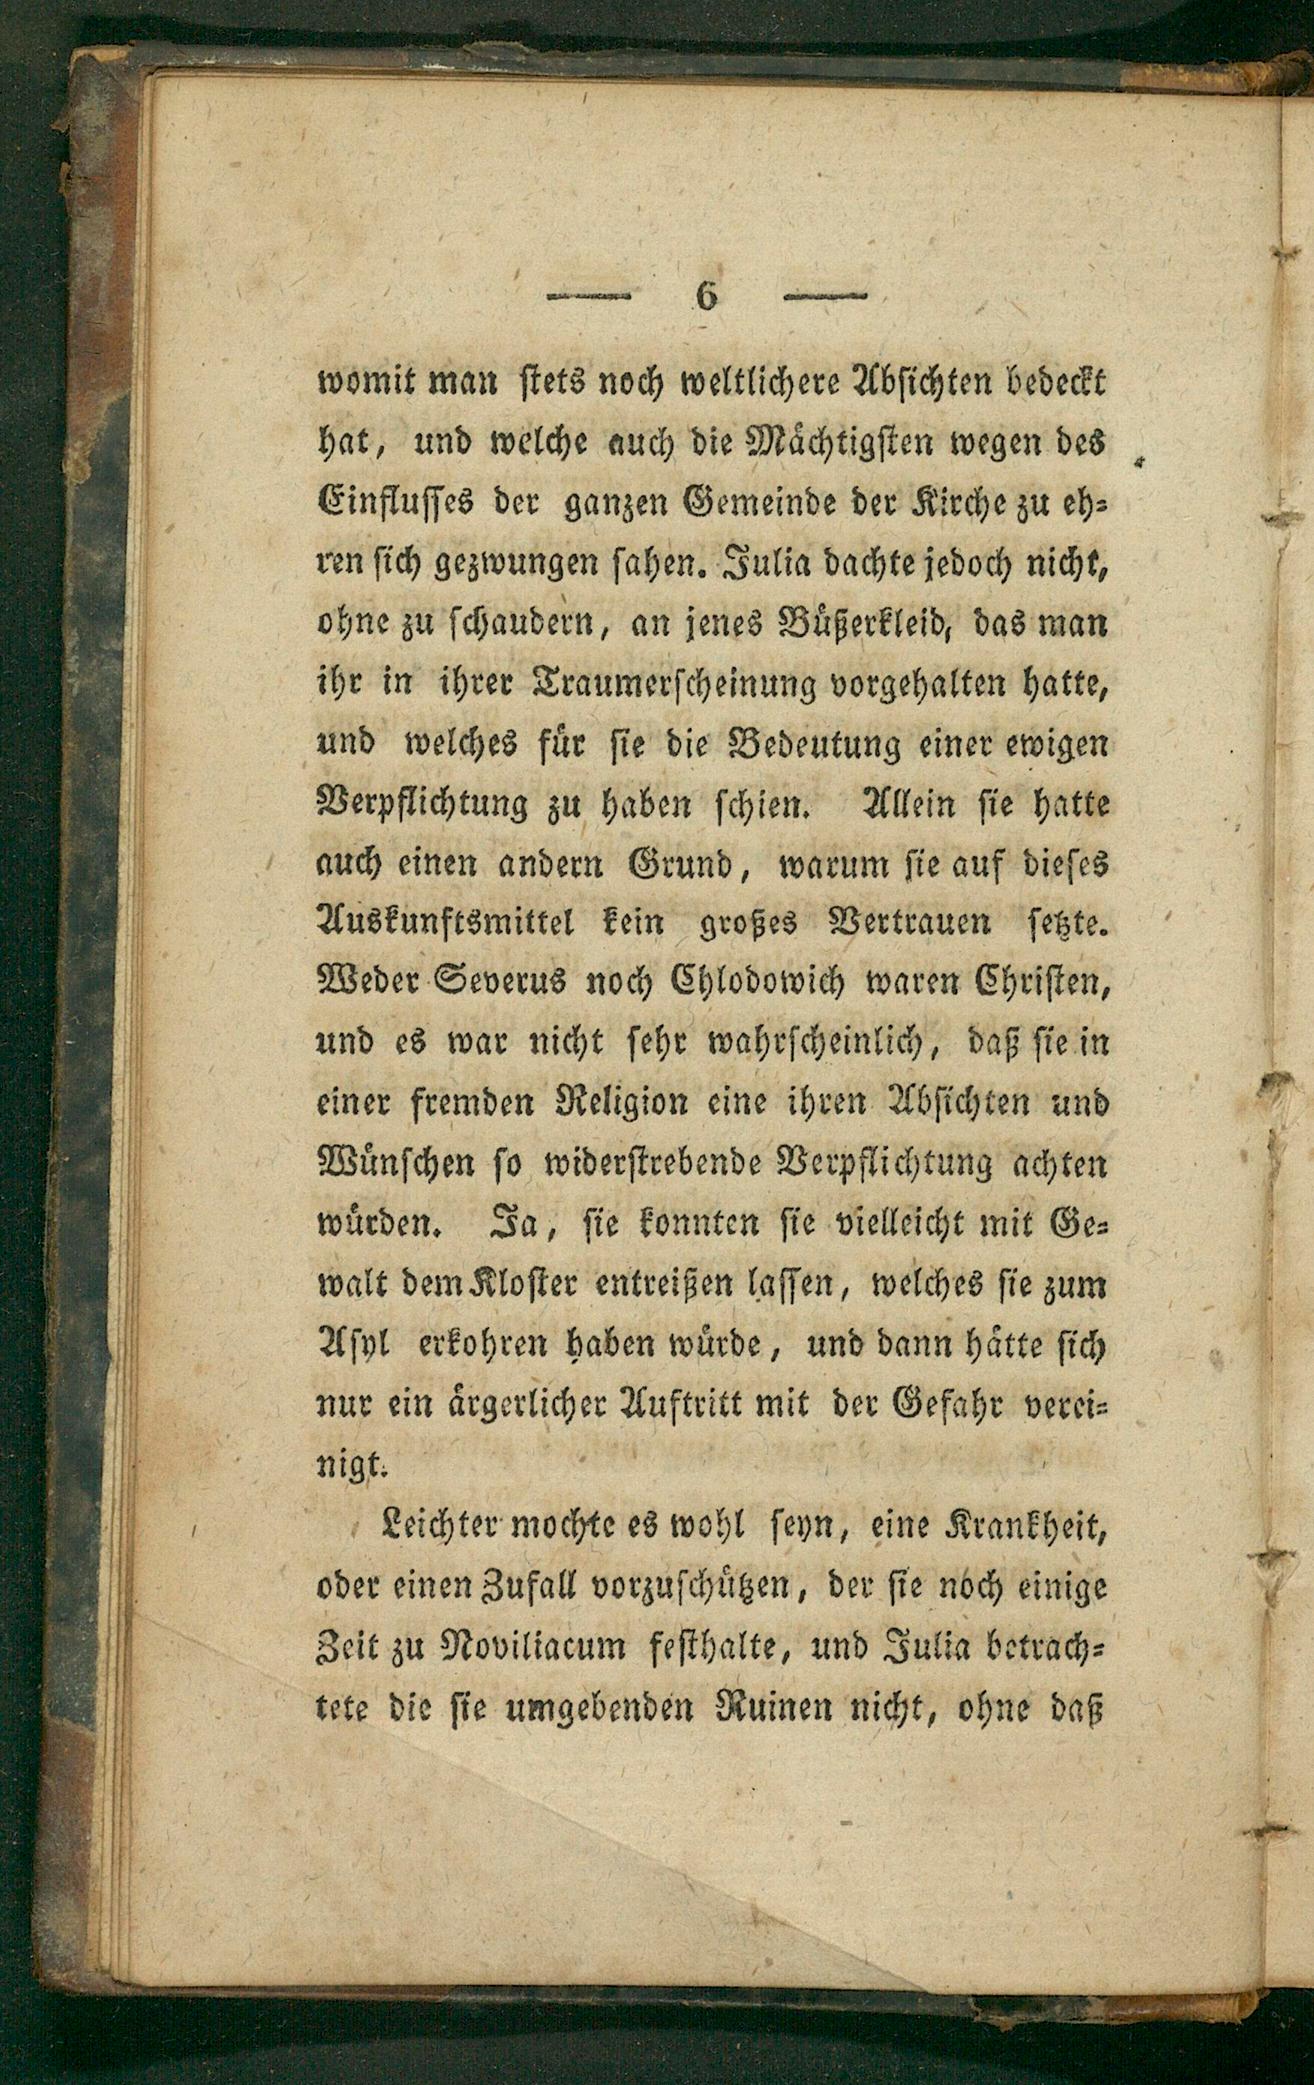 — 6 —
womit man stets noch weltlichere Absichten bedeckt
hat, und welche auch die Mächtigsten wegen des
Einflusses der ganzen Gemeinde der Kirche zu eh=
ren sich gezwungen sahen. Julia dachte jedoch nicht,
ohne zu schaudern, an jenes Büßerkleid, das man
ihr in ihrer Traumerscheinung vorgehalten hatte,
und welches für sie die Bedeutung einer ewigen
Verpflichtung zu haben schien. Allein sie hatte
auch einen andern Grund, warum sie auf dieses
Auskunftsmittel kein großes Vertrauen setzte.
Weder Severus noch Chlodowich waren Christen,
und es war nicht sehr wahrscheinlich, daß sie in
einer fremden Religion eine ihren Absichten und
Wünschen so widerstrebende Verpflichtung achten
würden. Ja, sie konnten sie vielleicht mit Ge=
walt dem Kloster entreißen lassen, welches sie zum
Asyl erkohren haben würde, und dann hätte sich
nur ein ärgerlicher Auftritt mit der Gefahr verei=
nigt.
Leichter mochte es wohl seyn, eine Krankheit,
oder einen Zufall vorzuschützen, der sie noch einige
Zeit zu Noviliacum festhalte, und Julia betrach=
tete die sie umgebenden Ruinen nicht, ohne daß